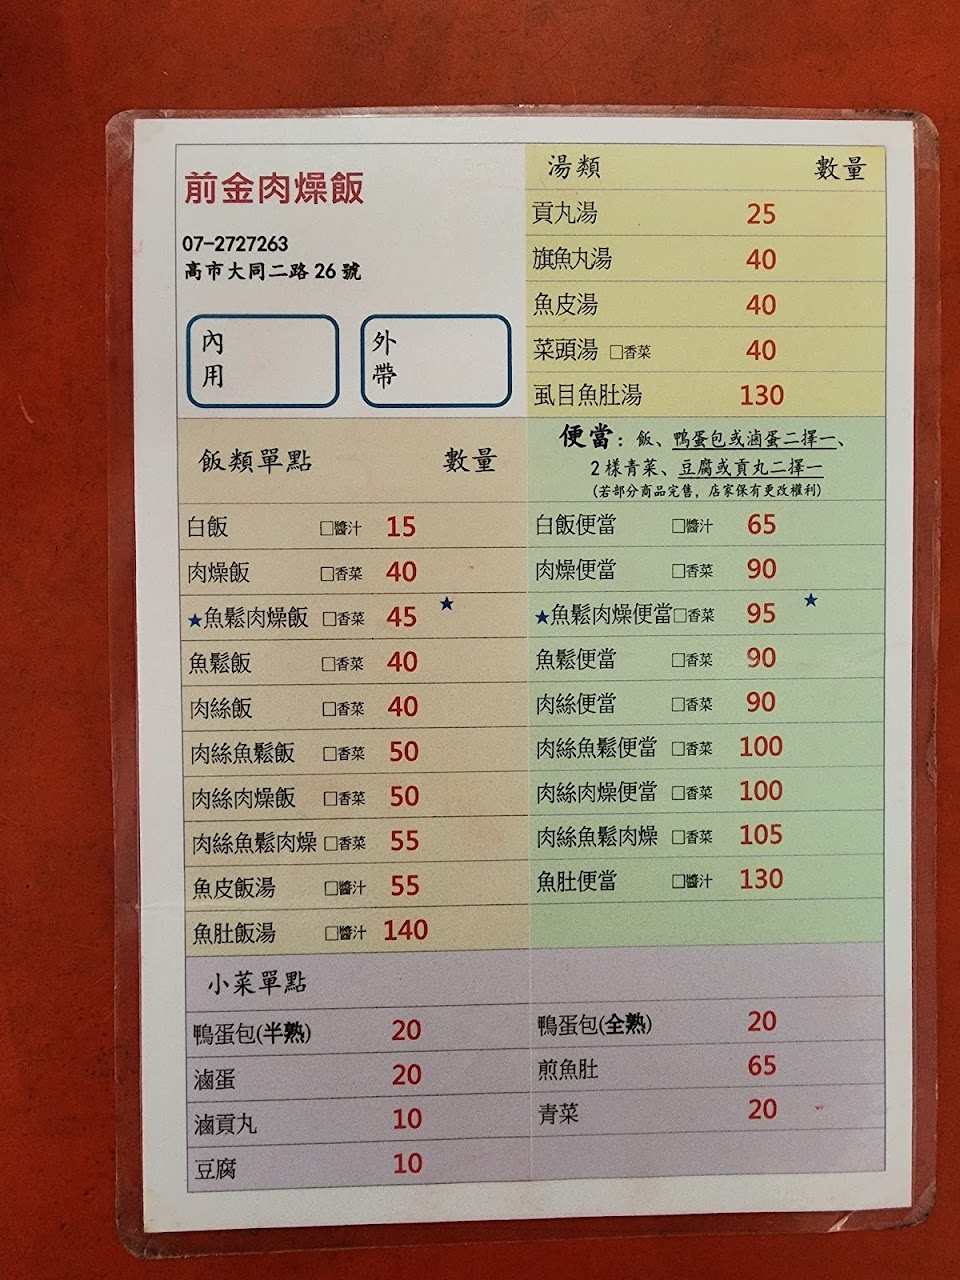 前金肉燥飯
07-2727263
高市大同二路 26 號
內用
外帶
湯類 數量
貢丸湯 25
旗魚丸湯 40
魚皮湯 40
菜頭湯 □香菜 40
虱目魚肚湯 130
飯類單點 數量
白飯 □醬汁 15
肉燥飯 □香菜 40
★魚鬆肉燥飯 □香菜 45 ★
魚鬆飯 □香菜 40
肉絲飯 □香菜 40
肉絲魚鬆飯 □香菜 50
肉絲肉燥飯 □香菜 50
肉絲魚鬆肉燥 □香菜 55
魚皮飯湯 □醬汁 55
魚肚飯湯 □醬汁 140
便當：飯、鴨蛋包或滷蛋二擇一、
2 樣青菜、豆腐或貢丸二擇一
(若部分商品完售，店家保有更改權利)
白飯便當 □醬汁 65
肉燥便當 □香菜 90
★魚鬆肉燥便當 □香菜 95 ★
魚鬆便當 □香菜 90
肉絲便當 □香菜 90
肉絲魚鬆便當 □香菜 100
肉絲肉燥便當 □香菜 100
肉絲魚鬆肉燥 □香菜 105
魚肚便當 □醬汁 130
小菜單點
鴨蛋包(半熟) 20
滷蛋 20
滷貢丸 10
豆腐 10
鴨蛋包(全熟) 20
煎魚肚 65
青菜 20